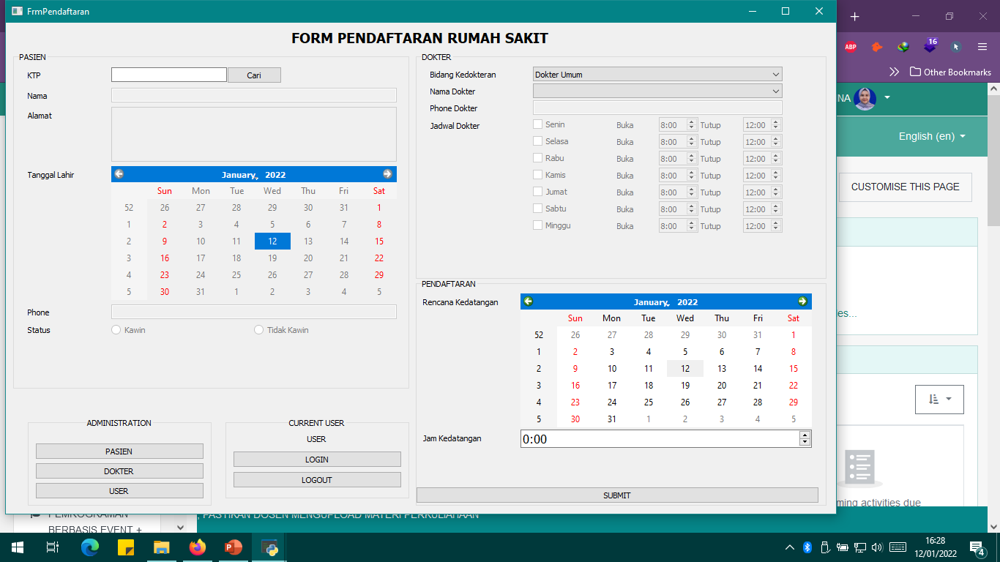 FrmPendaftaran
FORM PENDAFTARAN RUMAH SAKIT
PASIEN
KTP
Cari
Nama
Alamat
Tanggal Lahir
January, 2022
Sun Mon Tue Wed Thu Fri Sat
52 26 27 28 29 30 31 1
1 2 3 4 5 6 7 8
2 9 10 11 12 13 14 15
3 16 17 18 19 20 21 22
4 23 24 25 26 27 28 29
5 30 31 1 2 3 4 5
Phone
Status Kawin Tidak Kawin
ADMINISTRATION
PASIEN
DOKTER
USER
CURRENT USER
USER
LOGIN
LOGOUT
DOKTER
Bidang Kedokteran Dokter Umum
Nama Dokter
Phone Dokter
Jadwal Dokter
Senin Buka 8:00 Tutup 12:00
Selasa Buka 8:00 Tutup 12:00
Rabu Buka 8:00 Tutup 12:00
Kamis Buka 8:00 Tutup 12:00
Jumat Buka 8:00 Tutup 12:00
Sabtu Buka 8:00 Tutup 12:00
Minggu Buka 8:00 Tutup 12:00
PENDAFTARAN
Rencana Kedatangan
January, 2022
Sun Mon Tue Wed Thu Fri Sat
52 26 27 28 29 30 31 1
1 2 3 4 5 6 7 8
2 9 10 11 12 13 14 15
3 16 17 18 19 20 21 22
4 23 24 25 26 27 28 29
5 30 31 1 2 3 4 5
Jam Kedatangan 0:00
SUBMIT
ABP
16
Other Bookmarks
NA
English (en)
CUSTOMISE THIS PAGE
es...
ming activities due
PEMROGRAMAN
BERBASIS EVENT +
, PASTIKAN DOSEN MENGUPLOAD MATERI PERKULIAHAAN
16:28
12/01/2022
4